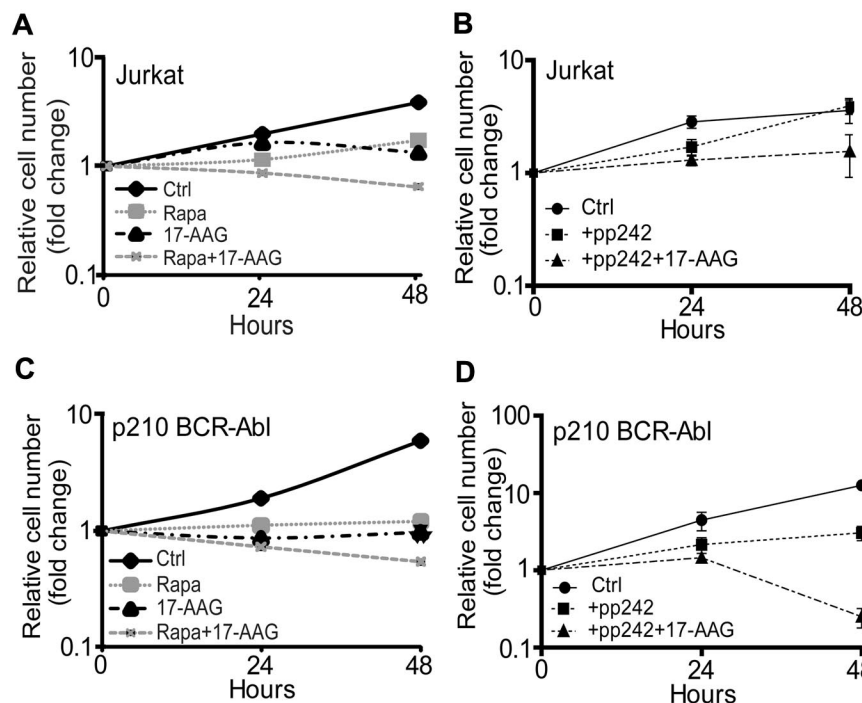 A
Jurkat
Relative cell number
(fold change)
10
1
0.1
Ctrl
Rapa
17-AAG
Rapa+17-AAG
0
24
48
Hours
B
Jurkat
Relative cell number
(fold change)
10
1
0.1
Ctrl
+pp242
+pp242+17-AAG
0
24
48
Hours
C
p210 BCR-Abl
Relative cell number
(fold change)
10
1
0.1
Ctrl
Rapa
17-AAG
Rapa+17-AAG
0
24
48
Hours
D
p210 BCR-Abl
Relative cell number
(fold change)
100
10
1
0.1
Ctrl
+pp242
+pp242+17-AAG
0
24
48
Hours